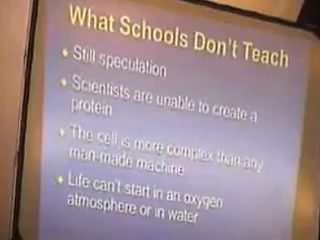 What Schools Don't Teach
Still speculation
Scientists are unable to create a
protein
The cell is more complex than any
man-made machine
Life can't start in an oxygen
atmosphere or in water